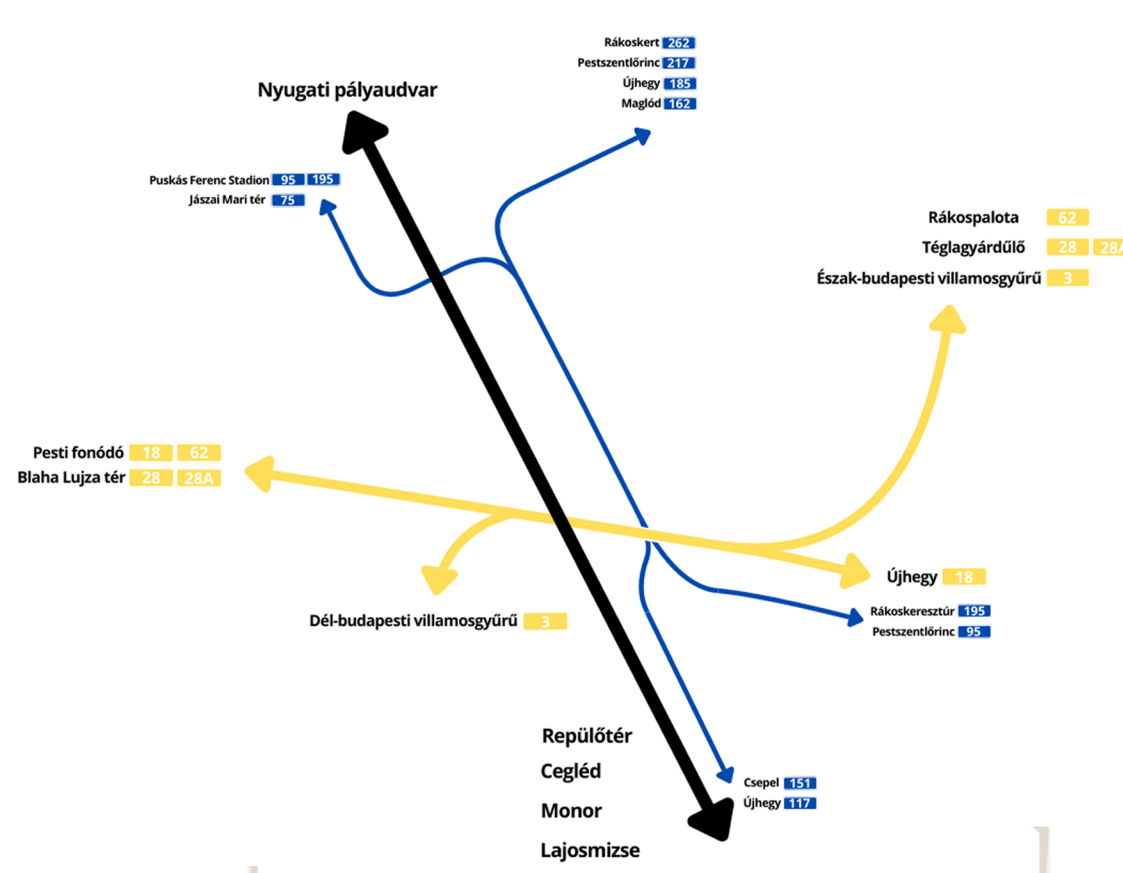 Rákoskert 262
Pestszentlőrinc 217
Újhegy 185
Maglód 162
Nyugati pályaudvar
Puskás Ferenc Stadion 95 195
Jászai Mari tér 75
Rákospalota 62
Téglagyárdűlő 28 28A
Észak-budapesti villamosgyűrű 3
Pesti fonódó 18 62
Blaha Lujza tér 28 28A
Újhegy 18
Rákoskeresztúr 195
Pestszentlőrinc 95
Dél-budapesti villamosgyűrű 3
Repülőtér
Cegléd
Monor
Lajosmizse
Csepel 151
Újhegy 117